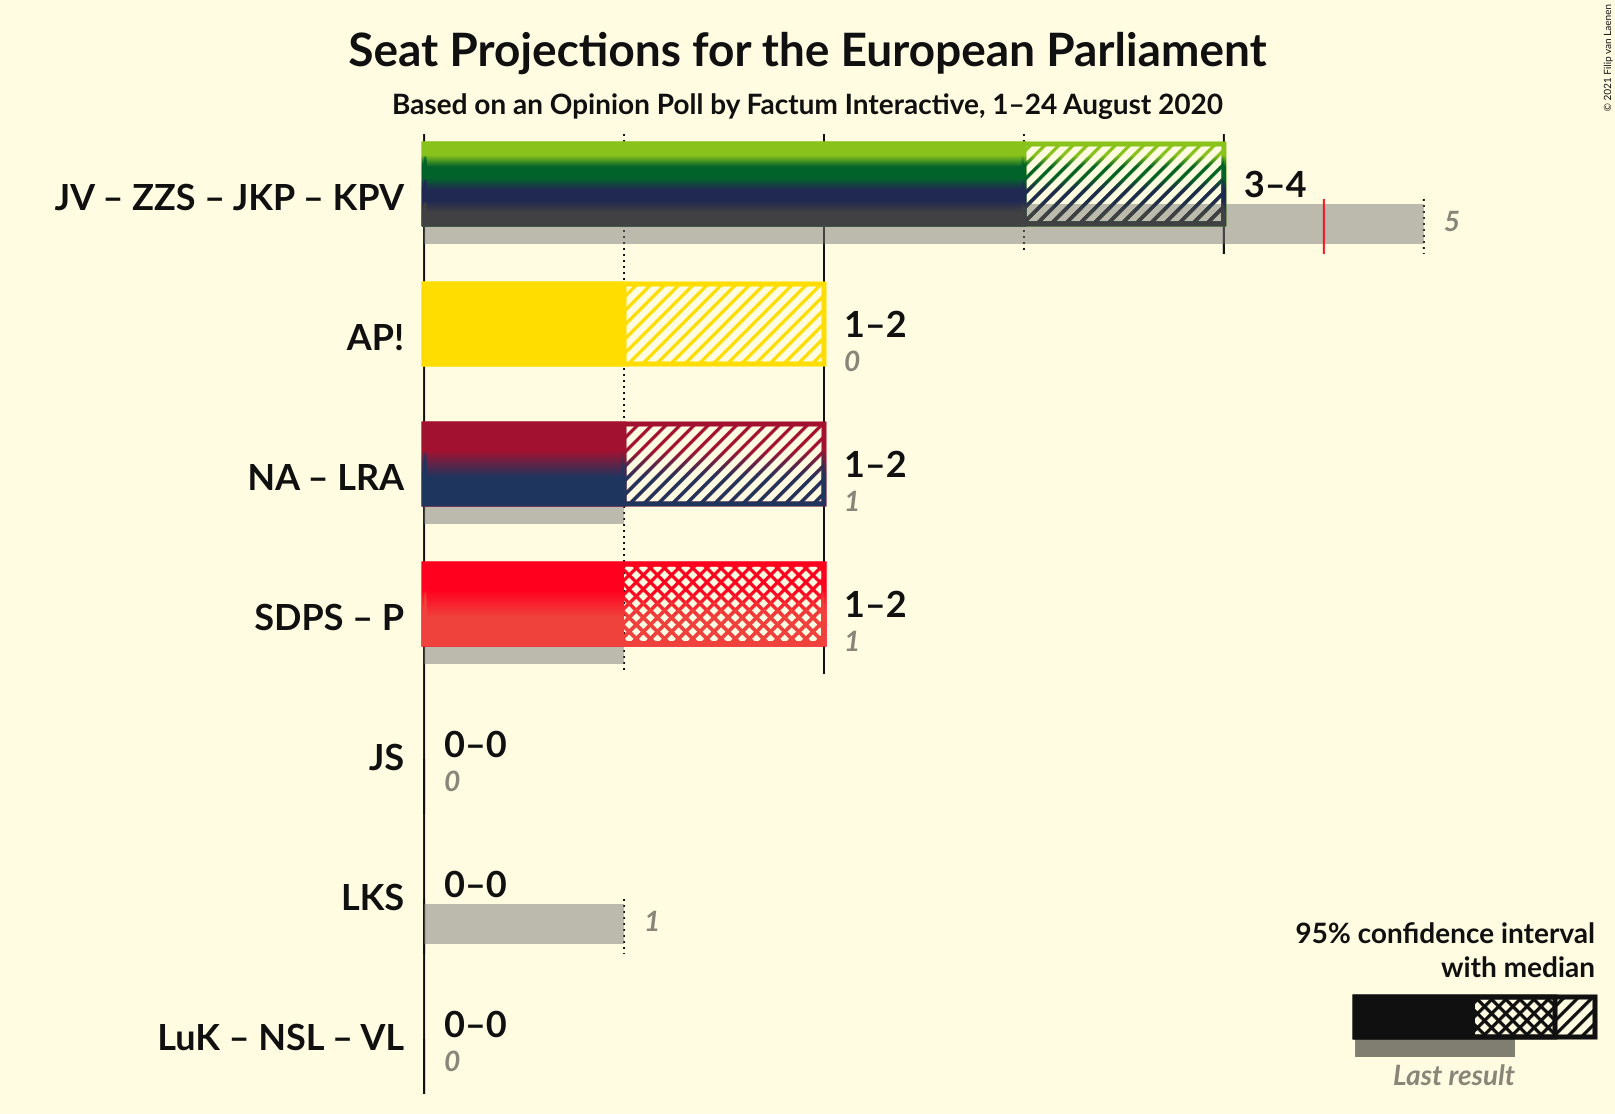 Seat Projections for the European Parliament
Based on an Opinion Poll by Factum Interactive, 1–24 August 2020
© 2021 Filip van Laenen
JV – ZZS – JKP – KPV
3–4
5
AP!
1–2
0
NA – LRA
1–2
1
SDPS – P
1–2
1
JS
0–0
0
LKS
0–0
1
LuK – NSL – VL
0–0
0
95% confidence interval
with median
Last result